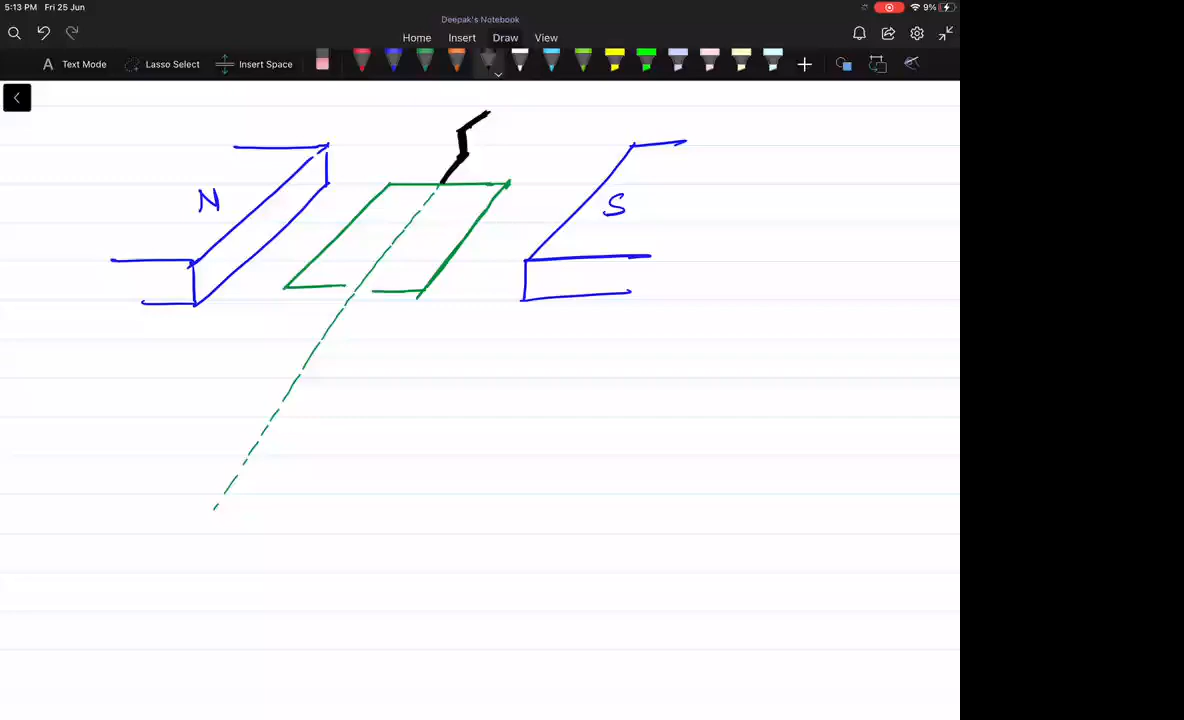 5:13 PM Fri 25 Jun
9%
Deepak's Notebook
Home Insert Draw View
A Text Mode Lasso Select Insert Space
N
S